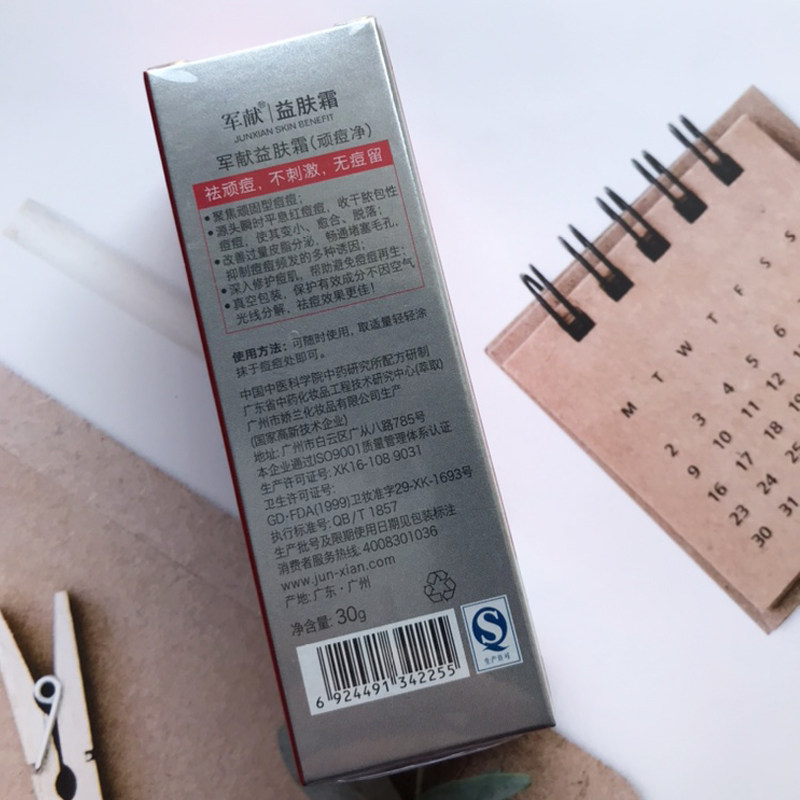 军献®|益肤霜
JUNXIAN SKIN BENEFIT
军献益肤霜(顽痘净)
祛顽痘，不刺激，无痘留
•聚焦顽固型痘痘；
•源头瞬时平息红痘痘，收干脓包性
痘痘，使其变小、愈合、脱落；
•改善过量皮脂分泌，畅通堵塞毛孔，
抑制痘痘频发的多种诱因；
•深入修护痘肌，帮助避免痘痘再生；
•真空包装，保护有效成分不因空气
光线分解，祛痘效果更佳！
使用方法：可随时使用，取适量轻轻涂
抹于痘痘处即可。
中国中医科学院中药研究所配方研制
广东省中药化妆品工程技术研究中心(萃取)
广州市娇兰化妆品有限公司生产
(国家高新技术企业)
地址：广州市白云区广从八路785号
本企业通过ISO9001质量管理体系认证
生产许可证号：XK16-108 9031
卫生许可证号：
GD-FDA(1999)卫妆准字29-XK-1693号
执行标准号：QB/T 1857
生产批号及限期使用日期见包装标注
消费者服务热线：4008301036
www.jun-xian.com
产地：广东·广州
净含量：30g
生产许可
6 924491 342255
M T W T F S S
2 3 4 5 6
9 10 11 12 13
16 17 18 19
23 24 25
30 31